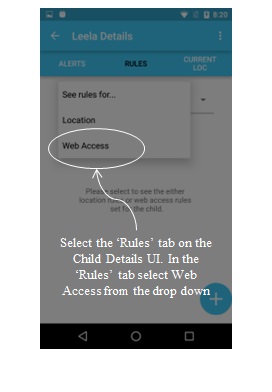 8:20
Leela Details
ALERTS
RULES
CURRENT
LOC
See rules for...
Location
Web Access
Please select to see the either
location rules or web access rules
set for the child.
Select the ‘Rules’ tab on the
Child Details UI. In the
‘Rules’ tab select Web
Access from the drop down